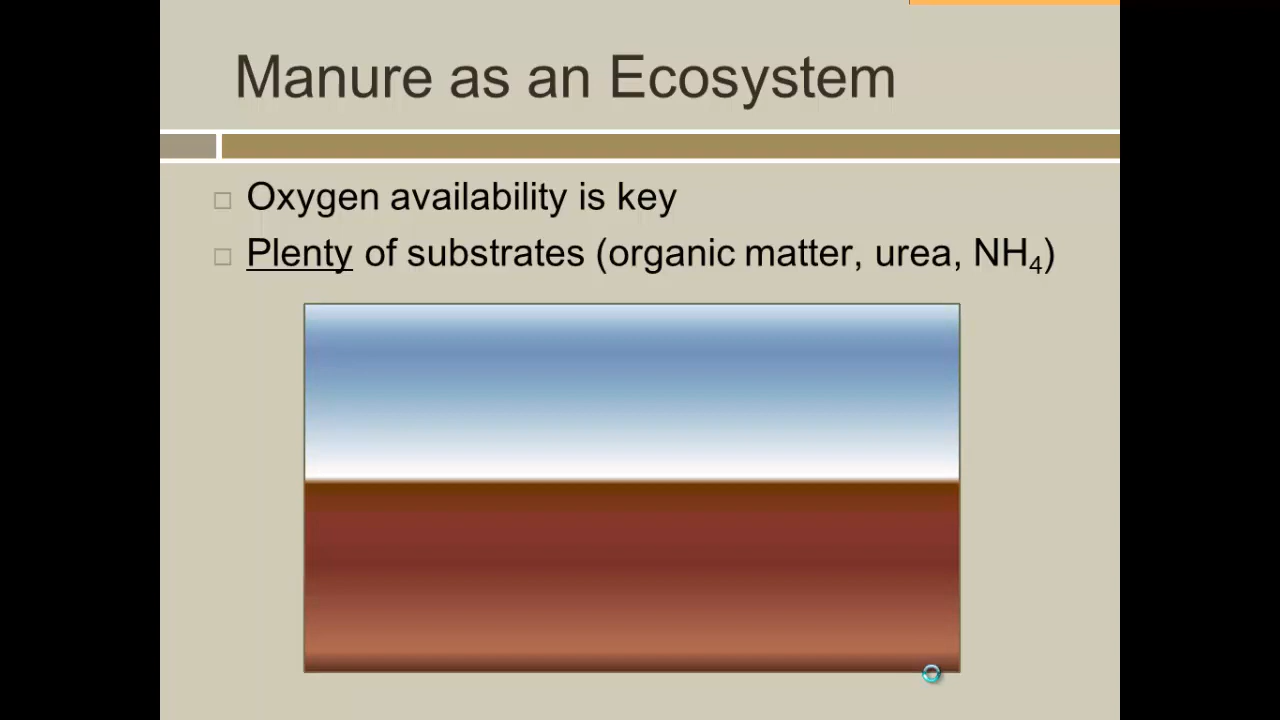 Manure as an Ecosystem
Oxygen availability is key
Plenty of substrates (organic matter, urea, NH₄)